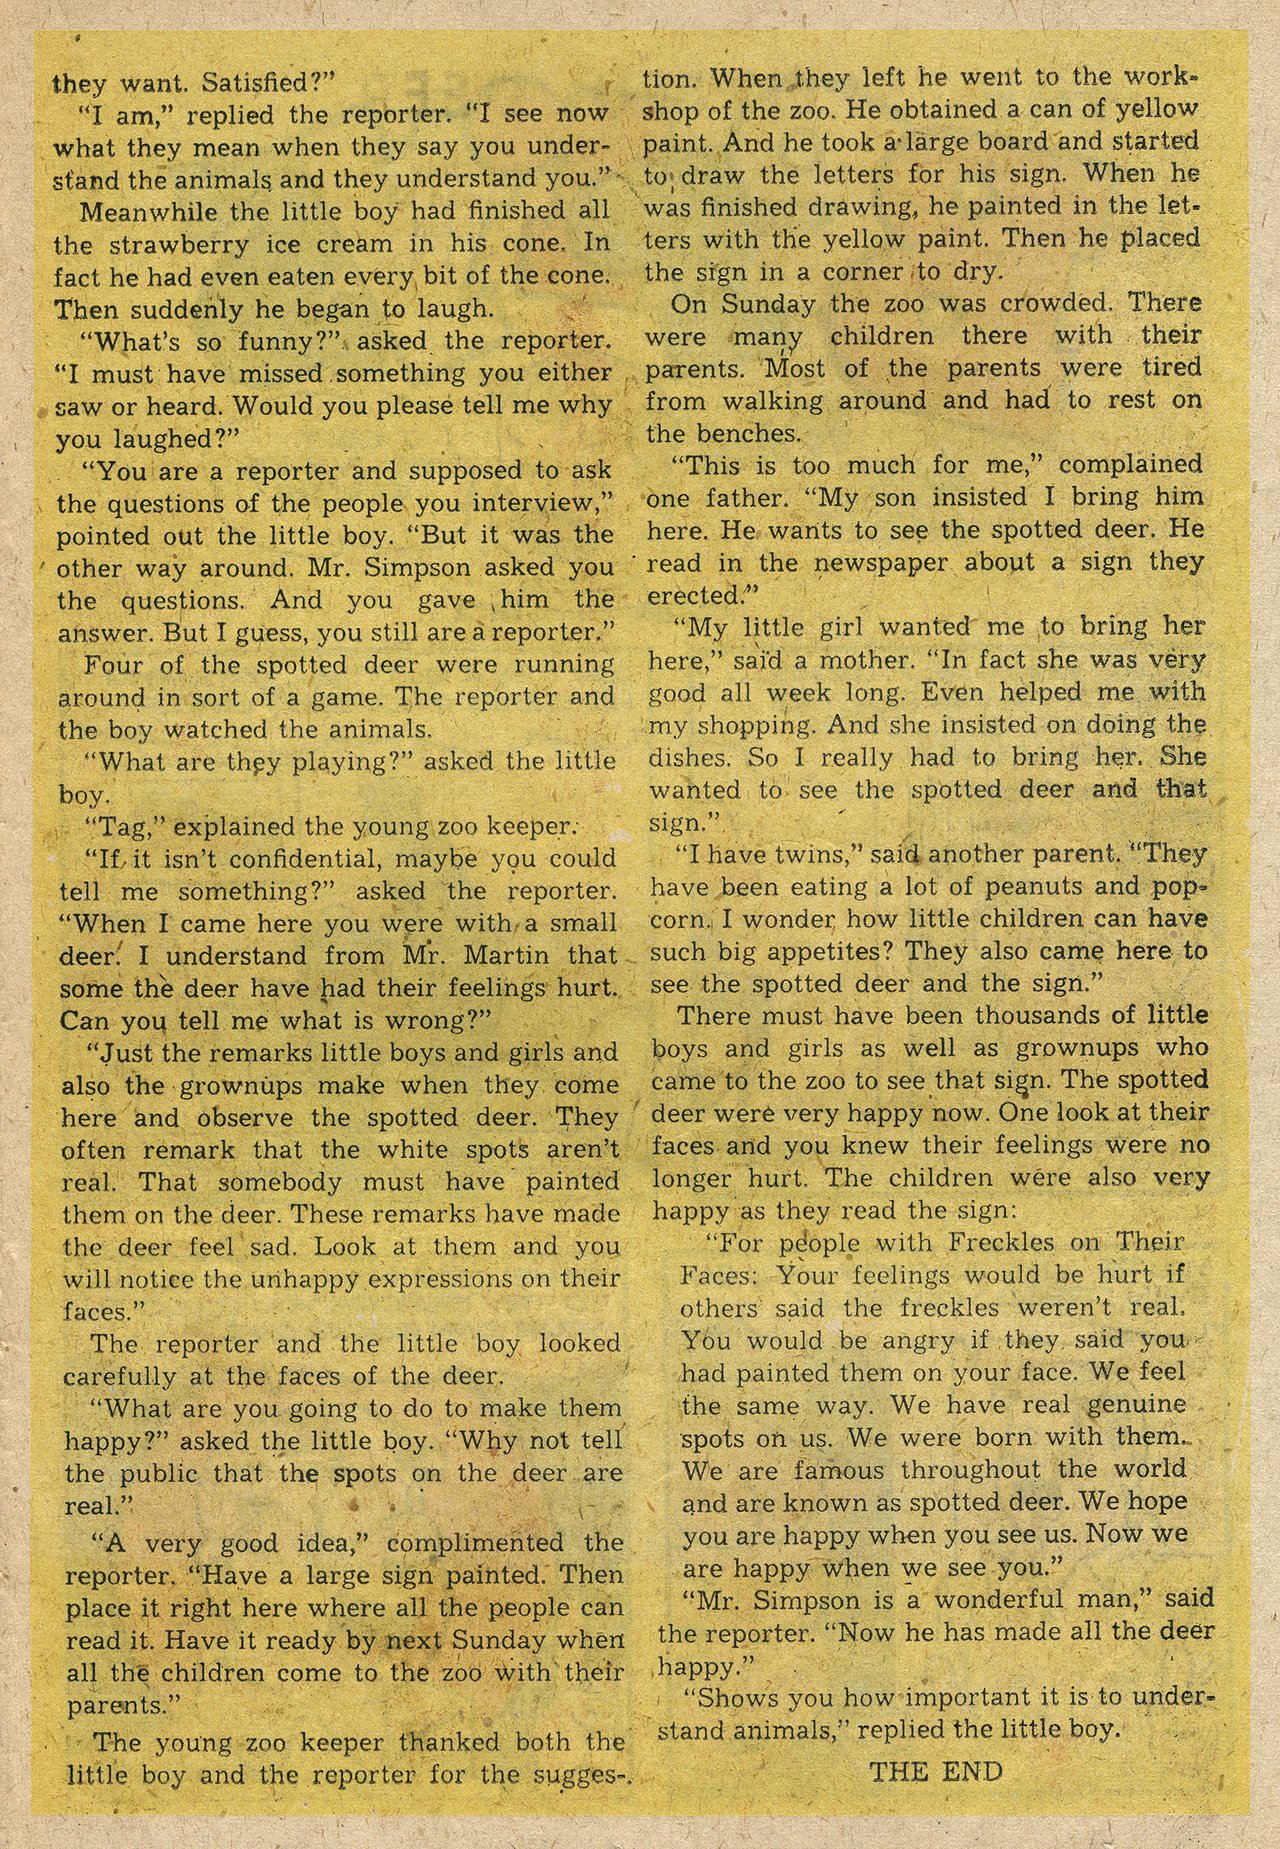 they want. Satisfied?”
“I am,” replied the reporter. “I see now
what they mean when they say you under-
stand the animals and they understand you.”
Meanwhile the little boy had finished all
the strawberry ice cream in his cone. In
fact he had even eaten every bit of the cone.
Then suddenly he began to laugh.
“What’s so funny?” asked the reporter.
“I must have missed something you either
saw or heard. Would you please tell me why
you laughed?”
“You are a reporter and supposed to ask
the questions of the people you interview,”
pointed out the little boy. “But it was the
other way around. Mr. Simpson asked you
the questions. And you gave him the
answer. But I guess, you still are a reporter.”
Four of the spotted deer were running
around in sort of a game. The reporter and
the boy watched the animals.
“What are they playing?” asked the little
boy.
“Tag,” explained the young zoo keeper.
“If it isn’t confidential, maybe you could
tell me something?” asked the reporter.
“When I came here you were with a small
deer. I understand from Mr. Martin that
some the deer have had their feelings hurt.
Can you tell me what is wrong?”
“Just the remarks little boys and girls and
also the grownups make when they come
here and observe the spotted deer. They
often remark that the white spots aren’t
real. That somebody must have painted
them on the deer. These remarks have made
the deer feel sad. Look at them and you
will notice the unhappy expressions on their
faces.”
The reporter and the little boy looked
carefully at the faces of the deer.
“What are you going to do to make them
happy?” asked the little boy. “Why not tell
the public that the spots on the deer are
real.”
“A very good idea,” complimented the
reporter. “Have a large sign painted. Then
place it right here where all the people can
read it. Have it ready by next Sunday when
all the children come to the zoo with their
parents.”
The young zoo keeper thanked both the
little boy and the reporter for the sugges-
tion. When they left he went to the work-
shop of the zoo. He obtained a can of yellow
paint. And he took a large board and started
to draw the letters for his sign. When he
was finished drawing, he painted in the let-
ters with the yellow paint. Then he placed
the sign in a corner to dry.
On Sunday the zoo was crowded. There
were many children there with their
parents. Most of the parents were tired
from walking around and had to rest on
the benches.
“This is too much for me,” complained
one father. “My son insisted I bring him
here. He wants to see the spotted deer. He
read in the newspaper about a sign they
erected.”
“My little girl wanted me to bring her
here,” said a mother. “In fact she was very
good all week long. Even helped me with
my shopping. And she insisted on doing the
dishes. So I really had to bring her. She
wanted to see the spotted deer and that
sign.”
“I have twins,” said another parent. “They
have been eating a lot of peanuts and pop-
corn. I wonder how little children can have
such big appetites? They also came here to
see the spotted deer and the sign.”
There must have been thousands of little
boys and girls as well as grownups who
came to the zoo to see that sign. The spotted
deer were very happy now. One look at their
faces and you knew their feelings were no
longer hurt. The children were also very
happy as they read the sign:
“For people with Freckles on Their
Faces: Your feelings would be hurt if
others said the freckles weren’t real.
You would be angry if they said you
had painted them on your face. We feel
the same way. We have real genuine
spots on us. We were born with them.
We are famous throughout the world
and are known as spotted deer. We hope
you are happy when you see us. Now we
are happy when we see you.”
“Mr. Simpson is a wonderful man,” said
the reporter. “Now he has made all the deer
happy.”
“Shows you how important it is to under-
stand animals,” replied the little boy.
THE END